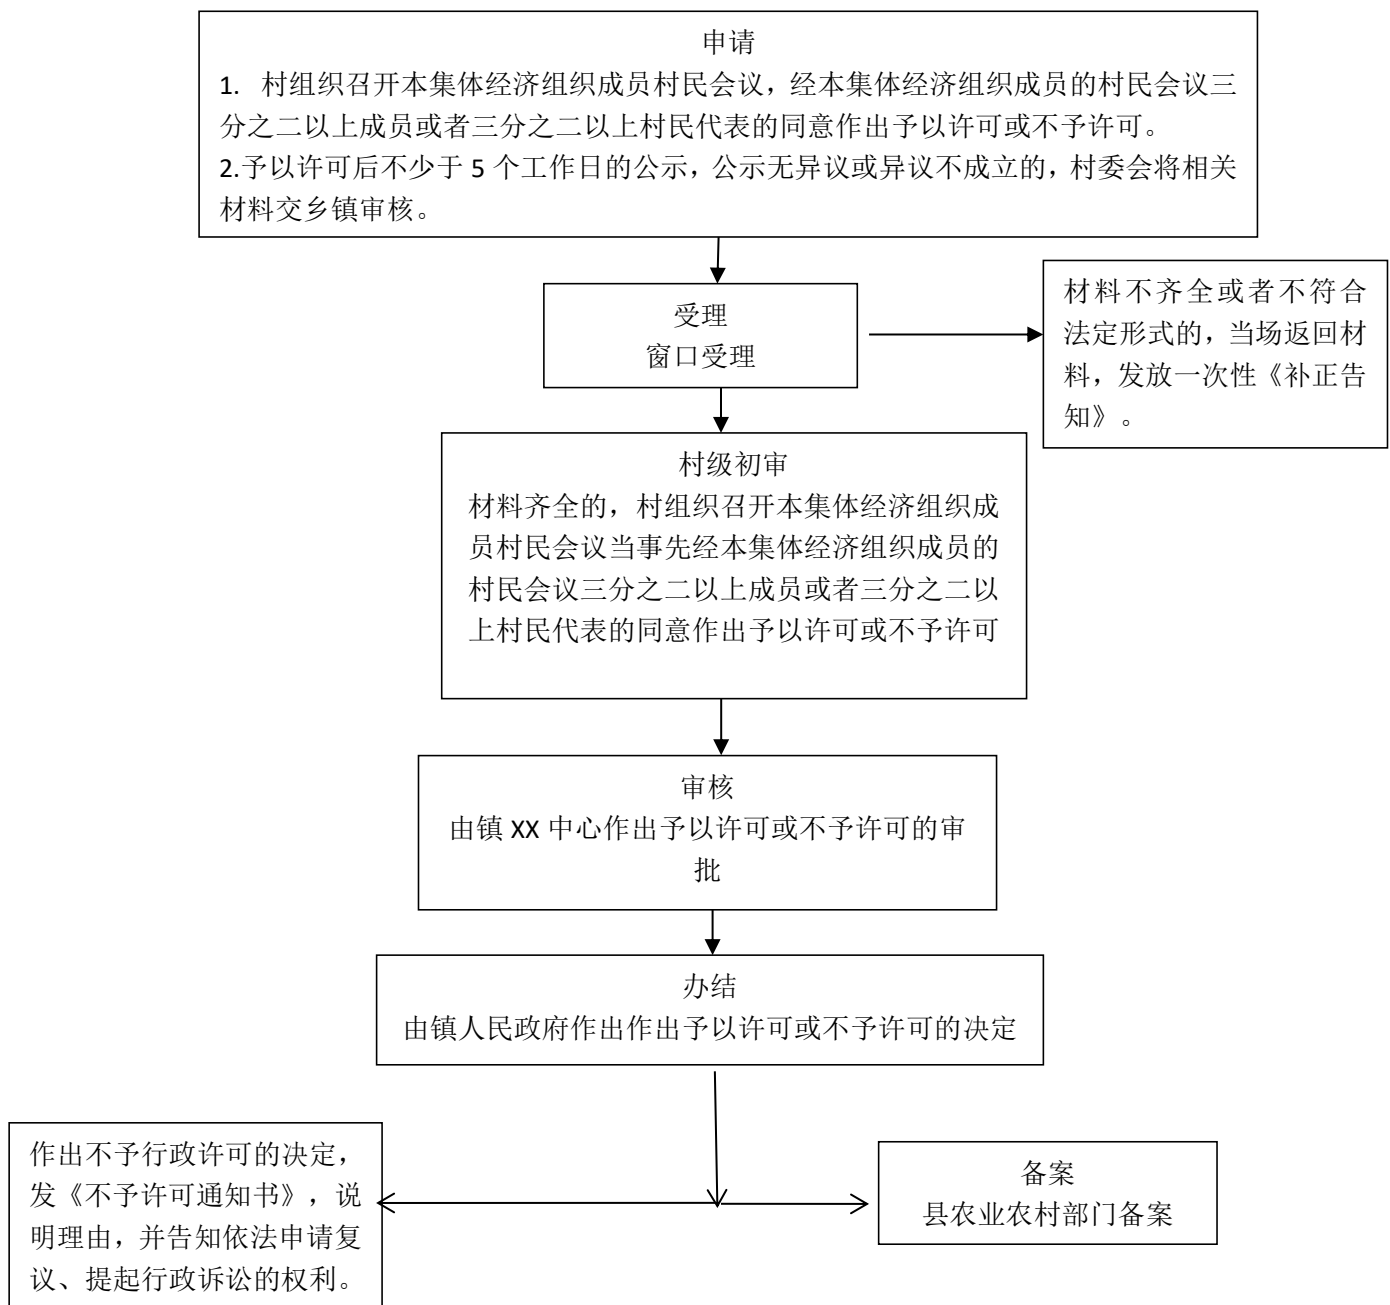 申请
1. 村组织召开本集体经济组织成员村民会议，经本集体经济组织成员的村民会议三
分之二以上成员或者三分之二以上村民代表的同意作出予以许可或不予许可。
2.予以许可后不少于 5 个工作日的公示，公示无异议或异议不成立的，村委会将相关
材料交乡镇审核。
受理
窗口受理
材料不齐全或者不符合
法定形式的，当场返回材
料，发放一次性《补正告
知》。
村级初审
材料齐全的，村组织召开本集体经济组织成
员村民会议当事先经本集体经济组织成员的
村民会议三分之二以上成员或者三分之二以
上村民代表的同意作出予以许可或不予许可
审核
由镇 XX 中心作出予以许可或不予许可的审
批
办结
由镇人民政府作出作出予以许可或不予许可的决定
作出不予行政许可的决定，
发《不予许可通知书》，说
明理由，并告知依法申请复
议、提起行政诉讼的权利。
备案
县农业农村部门备案